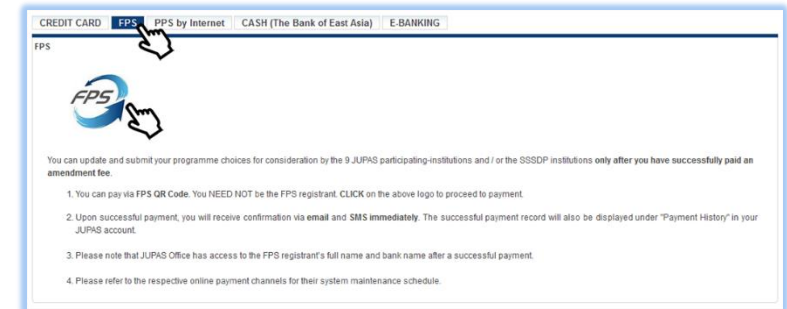 CREDIT CARD FPS PPS by Internet CASH (The Bank of East Asia) E-BANKING
FPS
FPS
You can update and submit your programme choices for consideration by the 9 JUPAS participating-institutions and / or the SSSDP institutions only after you have successfully paid an
amendment fee.
1. You can pay via FPS QR Code. You NEED NOT be the FPS registrant. CLICK on the above logo to proceed to payment.
2. Upon successful payment, you will receive confirmation via email and SMS immediately. The successful payment record will also be displayed under "Payment History" in your
JUPAS account.
3. Please note that JUPAS Office has access to the FPS registrant's full name and bank name after a successful payment.
4. Please refer to the respective online payment channels for their system maintenance schedule.